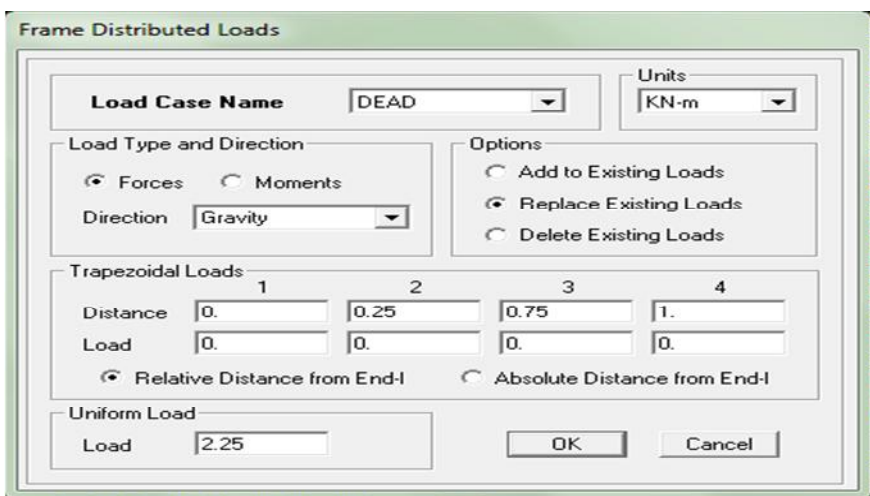 Frame Distributed Loads
Load Case Name DEAD
Units
KN-m
Load Type and Direction
Forces Moments
Direction Gravity
Options
Add to Existing Loads
Replace Existing Loads
Delete Existing Loads
Trapezoidal Loads
1 2 3 4
Distance 0. 0.25 0.75 1.
Load 0. 0. 0. 0.
Relative Distance from End-I Absolute Distance from End-I
Uniform Load
Load 2.25
OK Cancel